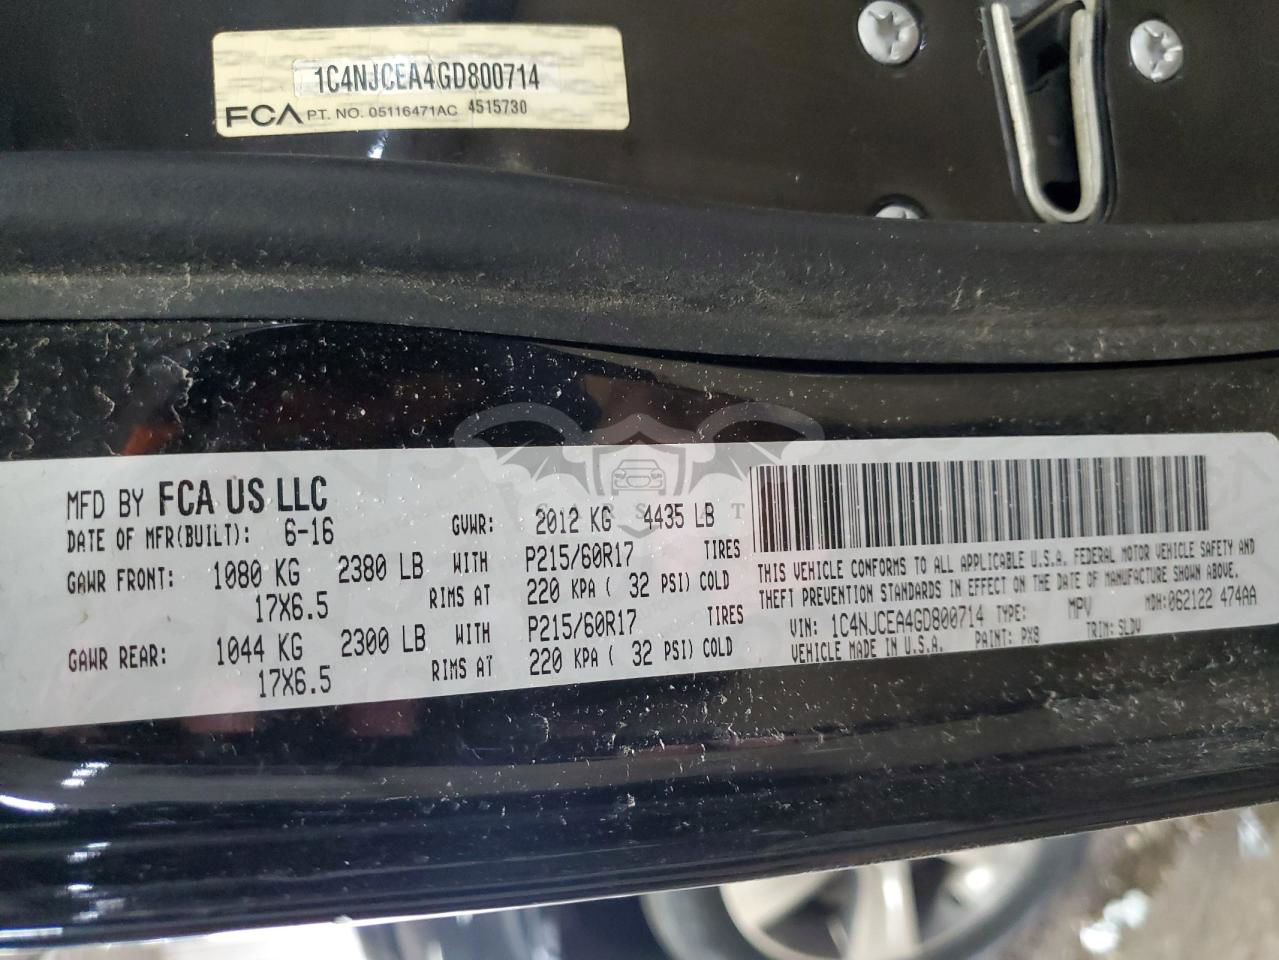 1C4NJCEA4GD800714
FCA PT. NO. 05116471AC 4515730
MFD BY FCA US LLC
DATE OF MFR(BUILT): 6-16 GVWR: 2012 KG 4435 LB
GAWR FRONT: 1080 KG 2380 LB WITH P215/60R17 TIRES
17X6.5 RIMS AT 220 KPA ( 32 PSI) COLD
GAWR REAR: 1044 KG 2300 LB WITH P215/60R17 TIRES
17X6.5 RIMS AT 220 KPA ( 32 PSI) COLD
THIS VEHICLE CONFORMS TO ALL APPLICABLE U.S.A. FEDERAL MOTOR VEHICLE SAFETY AND
THEFT PREVENTION STANDARDS IN EFFECT ON THE DATE OF MANUFACTURE SHOWN ABOVE.
VIN: 1C4NJCEA4GD800714 TYPE: MPV MDH: 062122 474AA
VEHICLE MADE IN U.S.A. PAINT: PX8 TRIM: SLDV